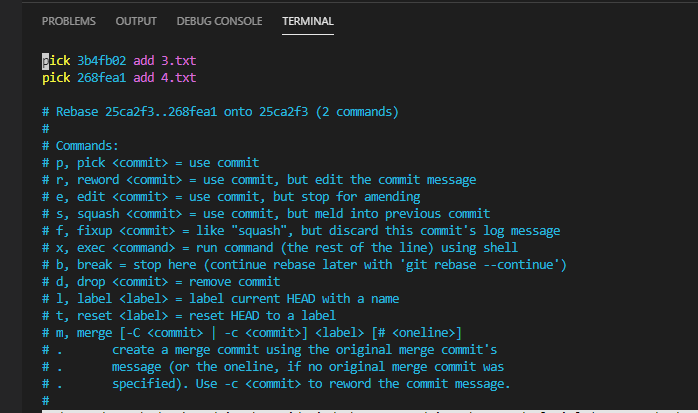 PROBLEMS OUTPUT DEBUG CONSOLE TERMINAL
pick 3b4fb02 add 3.txt
pick 268fea1 add 4.txt
# Rebase 25ca2f3..268fea1 onto 25ca2f3 (2 commands)
#
# Commands:
# p, pick <commit> = use commit
# r, reword <commit> = use commit, but edit the commit message
# e, edit <commit> = use commit, but stop for amending
# s, squash <commit> = use commit, but meld into previous commit
# f, fixup <commit> = like "squash", but discard this commit's log message
# x, exec <command> = run command (the rest of the line) using shell
# b, break = stop here (continue rebase later with 'git rebase --continue')
# d, drop <commit> = remove commit
# l, label <label> = label current HEAD with a name
# t, reset <label> = reset HEAD to a label
# m, merge [-C <commit> | -c <commit>] <label> [# <oneline>]
# .       create a merge commit using the original merge commit's
# .       message (or the oneline, if no original merge commit was
# .       specified). Use -c <commit> to reword the commit message.
#